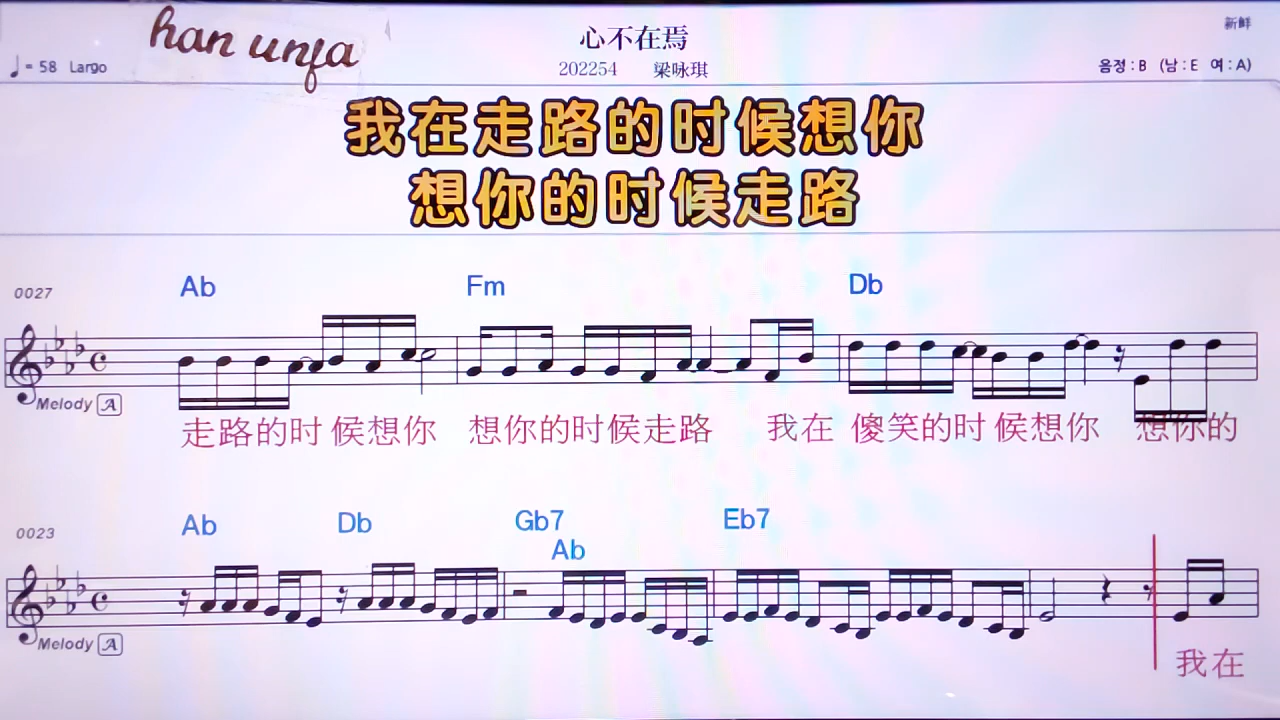 han unfa
心不在焉
新鮮
♩= 58 Largo
202254 梁咏琪
음정 : B (남 : E 여 : A)
我在走路的时候想你
想你的时候走路
Ab Fm Db
0027
Melody A
走路的时 候想你 想你的时候走路 我在 傻笑的时 候想你 想你的
Ab Db Gb7 Eb7
Ab
0023
Melody A
我在